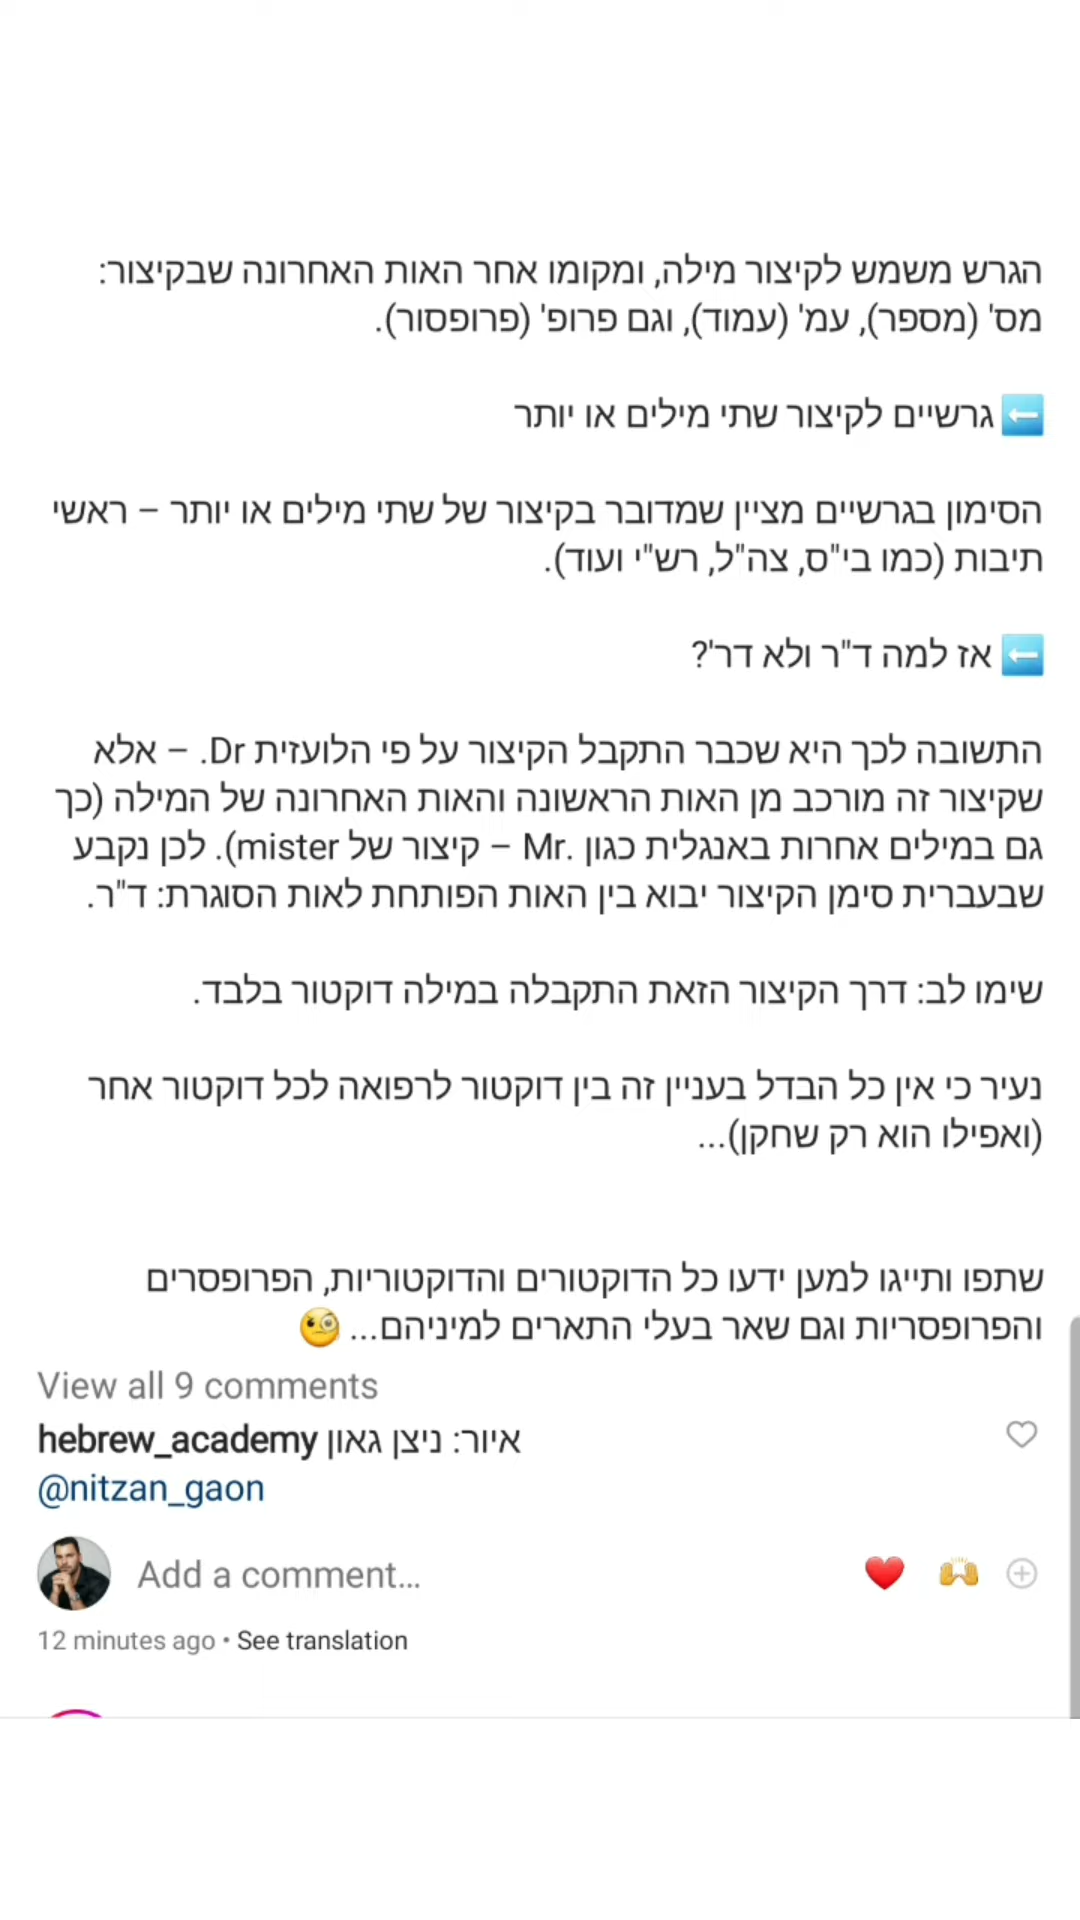 הגרש משמש לקיצור מילה, ומקומו אחר האות האחרונה שבקיצור:
מס' (מספר), עמ' (עמוד), וגם פרופ' (פרופסור).
⬅️ גרשיים לקיצור שתי מילים או יותר
הסימון בגרשיים מציין שמדובר בקיצור של שתי מילים או יותר – ראשי
תיבות (כמו בי"ס, צה"ל, רש"י ועוד).
⬅️ אז למה ד"ר ולא דר'?
התשובה לכך היא שכבר התקבל הקיצור על פי הלועזית Dr. – אלא
שקיצור זה מורכב מן האות הראשונה והאות האחרונה של המילה (כך
גם במילים אחרות באנגלית כגון Mr. – קיצור של mister). לכן נקבע
שבעברית סימן הקיצור יבוא בין האות הפותחת לאות הסוגרת: ד"ר.
שימו לב: דרך הקיצור הזאת התקבלה במילה דוקטור בלבד.
נעיר כי אין כל הבדל בעניין זה בין דוקטור לרפואה לכל דוקטור אחר
(ואפילו הוא רק שחקן)...
שתפו ותייגו למען ידעו כל הדוקטורים והדוקטוריות, הפרופסרים
והפרופסריות וגם שאר בעלי התארים למיניהם... 🧐
View all 9 comments
hebrew_academy איור: ניצן גאון
@nitzan_gaon
Add a comment...
12 minutes ago • See translation